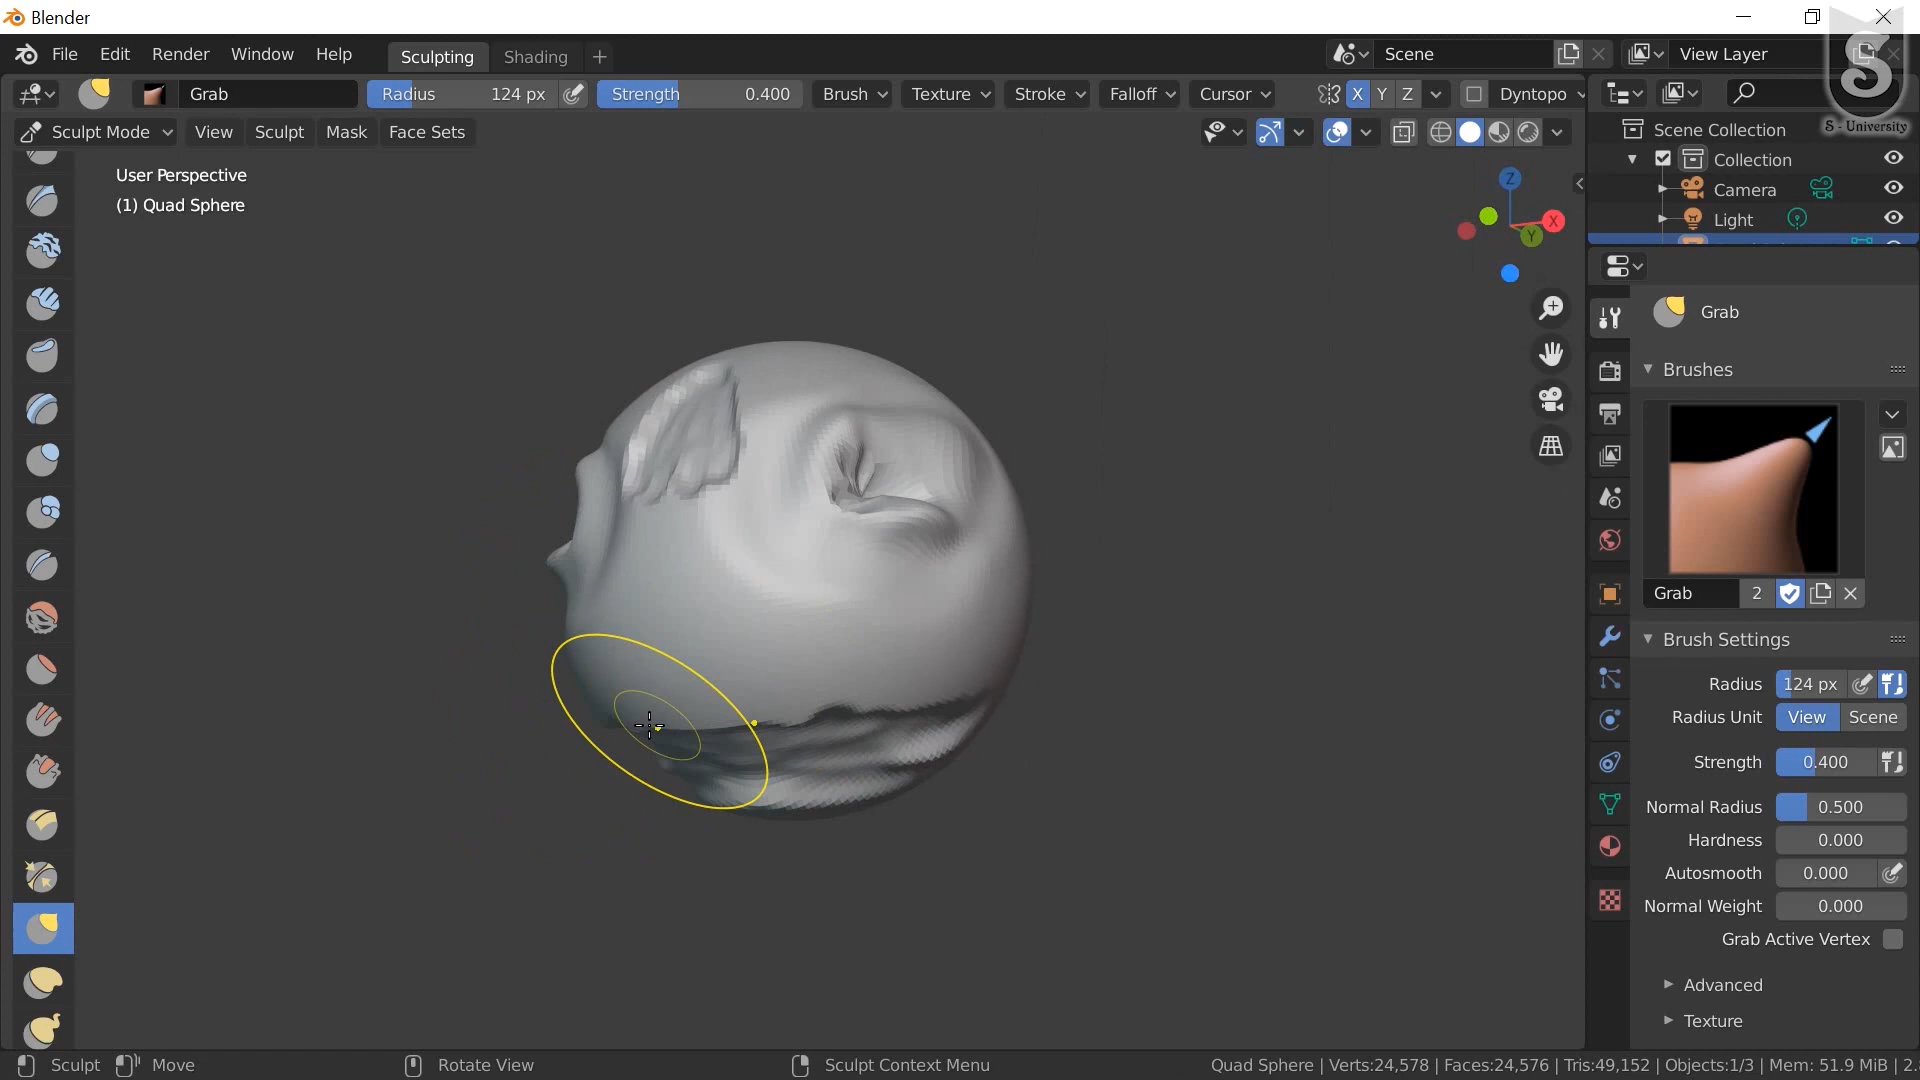 Blender
File Edit Render Window Help Sculpting Shading + Scene View Layer
Grab Radius 124 px Strength 0.400 Brush Texture Stroke Falloff Cursor X Y Z Dyntopo
S
S - University
Sculpt Mode View Sculpt Mask Face Sets
User Perspective
(1) Quad Sphere
Z
X
Y
Scene Collection
Collection
Camera
Light
Grab
Brushes
Grab 2
Brush Settings
Radius 124 px
Radius Unit View Scene
Strength 0.400
Normal Radius 0.500
Hardness 0.000
Autosmooth 0.000
Normal Weight 0.000
Grab Active Vertex
Advanced
Texture
Sculpt Move Rotate View Sculpt Context Menu Quad Sphere | Verts:24,578 | Faces:24,576 | Tris:49,152 | Objects:1/3 | Mem: 51.9 MiB | 2.